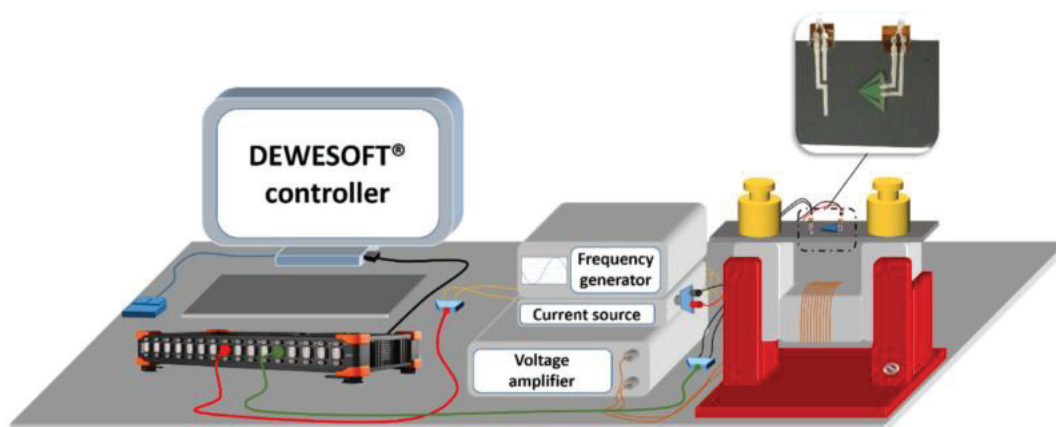 DEWESOFT®
controller
Frequency
generator
Current source
Voltage
amplifier